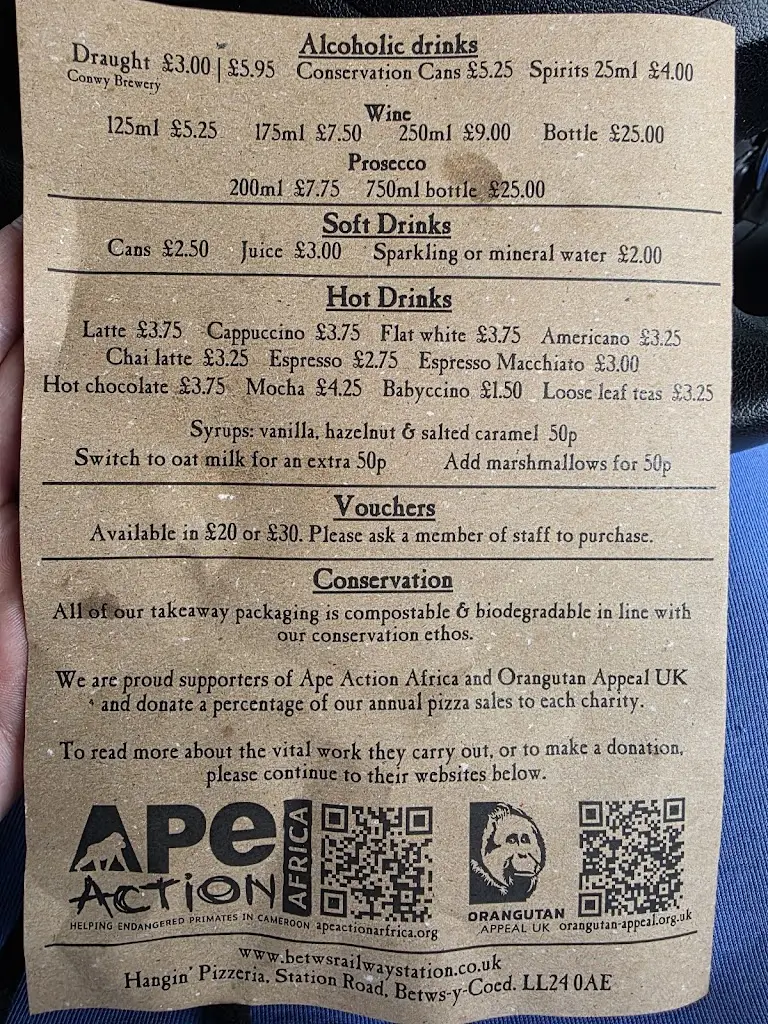 Alcoholic drinks
Draught £3.00 | £5.95 Conservation Cans £5.25 Spirits 25ml £4.00
Conwy Brewery
Wine
125ml £5.25 175ml £7.50 250ml £9.00 Bottle £25.00
Prosecco
200ml £7.75 750ml bottle £25.00
Soft Drinks
Cans £2.50 Juice £3.00 Sparkling or mineral water £2.00
Hot Drinks
Latte £3.75 Cappuccino £3.75 Flat white £3.75 Americano £3.25
Chai latte £3.25 Espresso £2.75 Espresso Macchiato £3.00
Hot chocolate £3.75 Mocha £4.25 Babyccino £1.50 Loose leaf teas £3.25
Syrups: vanilla, hazelnut & salted caramel 50p
Switch to oat milk for an extra 50p Add marshmallows for 50p
Vouchers
Available in £20 or £30. Please ask a member of staff to purchase.
Conservation
All of our takeaway packaging is compostable & biodegradable in line with
our conservation ethos.
We are proud supporters of Ape Action Africa and Orangutan Appeal UK
and donate a percentage of our annual pizza sales to each charity.
To read more about the vital work they carry out, or to make a donation,
please continue to their websites below.
APe
ACTION
AFRICA
HELPING ENDANGERED PRIMATES IN CAMEROON apeactionarfrica.org
ORANGUTAN
APPEAL UK orangutan-appeal.org.uk
www.betwsrailwaystation.co.uk
Hangin' Pizzeria, Station Road, Betws-y-Coed. LL24 0AE